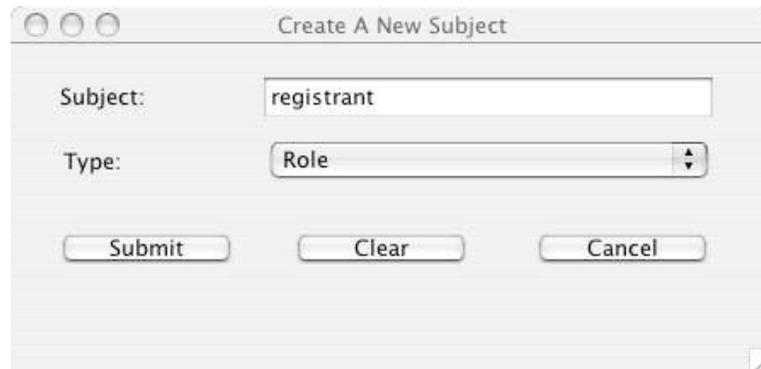 Create A New Subject
Subject: registrant
Type: Role
Submit Clear Cancel